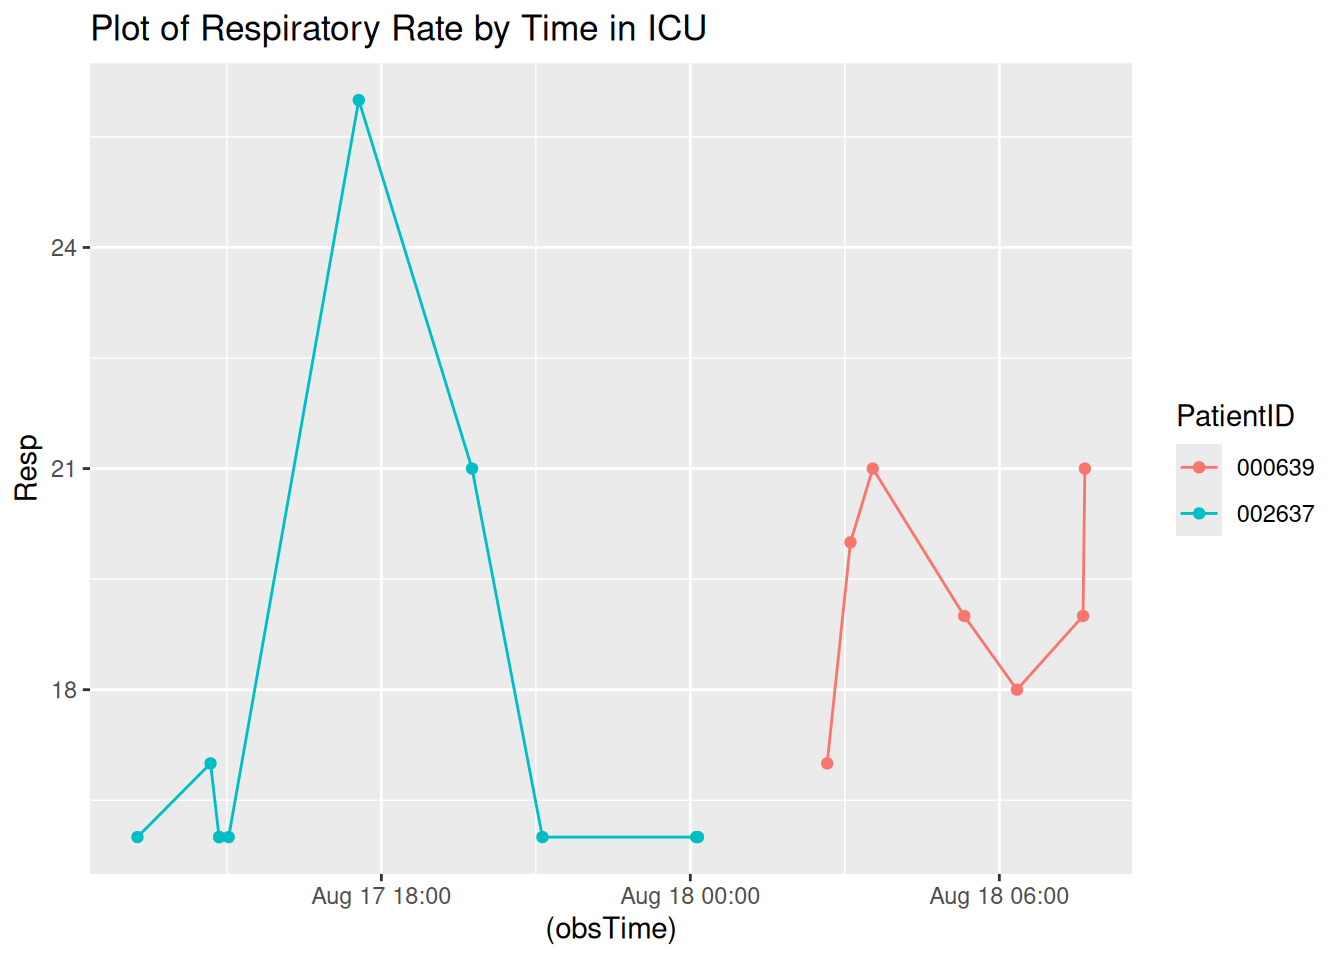 Plot of Respiratory Rate by Time in ICU
Resp
24
21
18
Aug 17 18:00
Aug 18 00:00
Aug 18 06:00
(obsTime)
PatientID
000639
002637